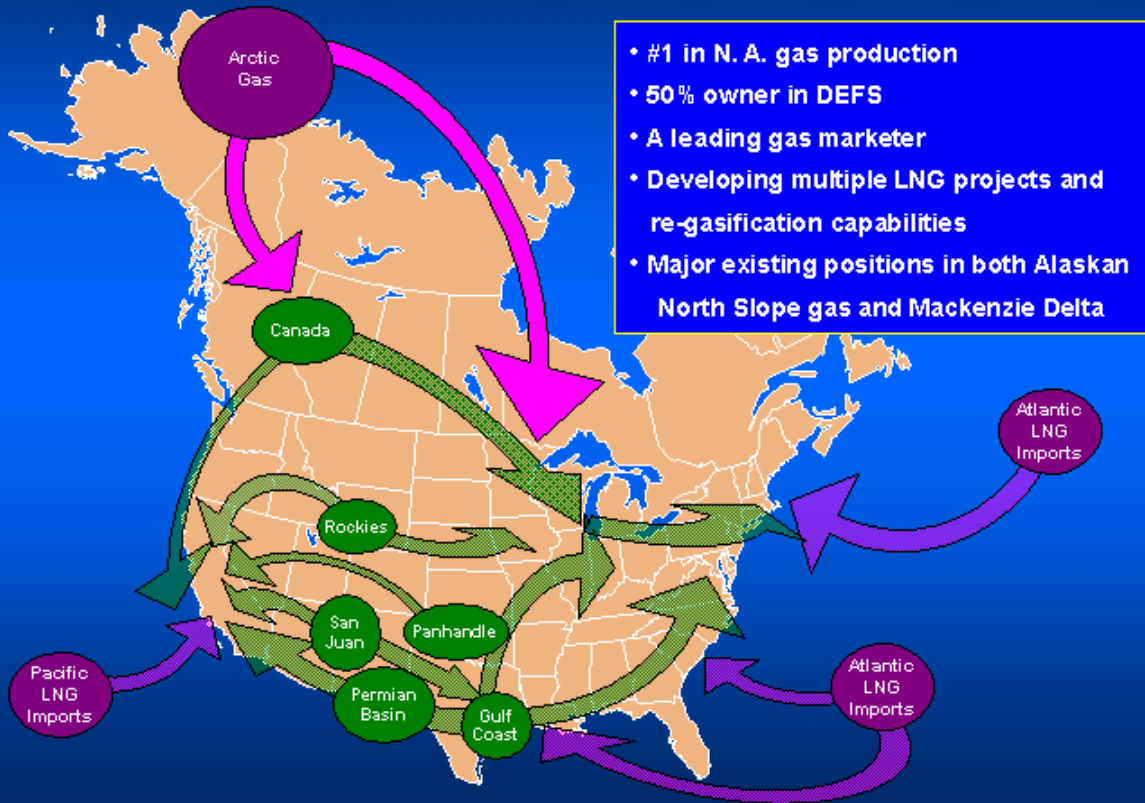 Arctic
Gas
• #1 in N. A. gas production
• 50% owner in DEFS
• A leading gas marketer
• Developing multiple LNG projects and
re-gasification capabilities
• Major existing positions in both Alaskan
North Slope gas and Mackenzie Delta
Canada
Atlantic
LNG
Imports
Rockies
San
Juan
Panhandle
Pacific
LNG
Imports
Permian
Basin
Gulf
Coast
Atlantic
LNG
Imports